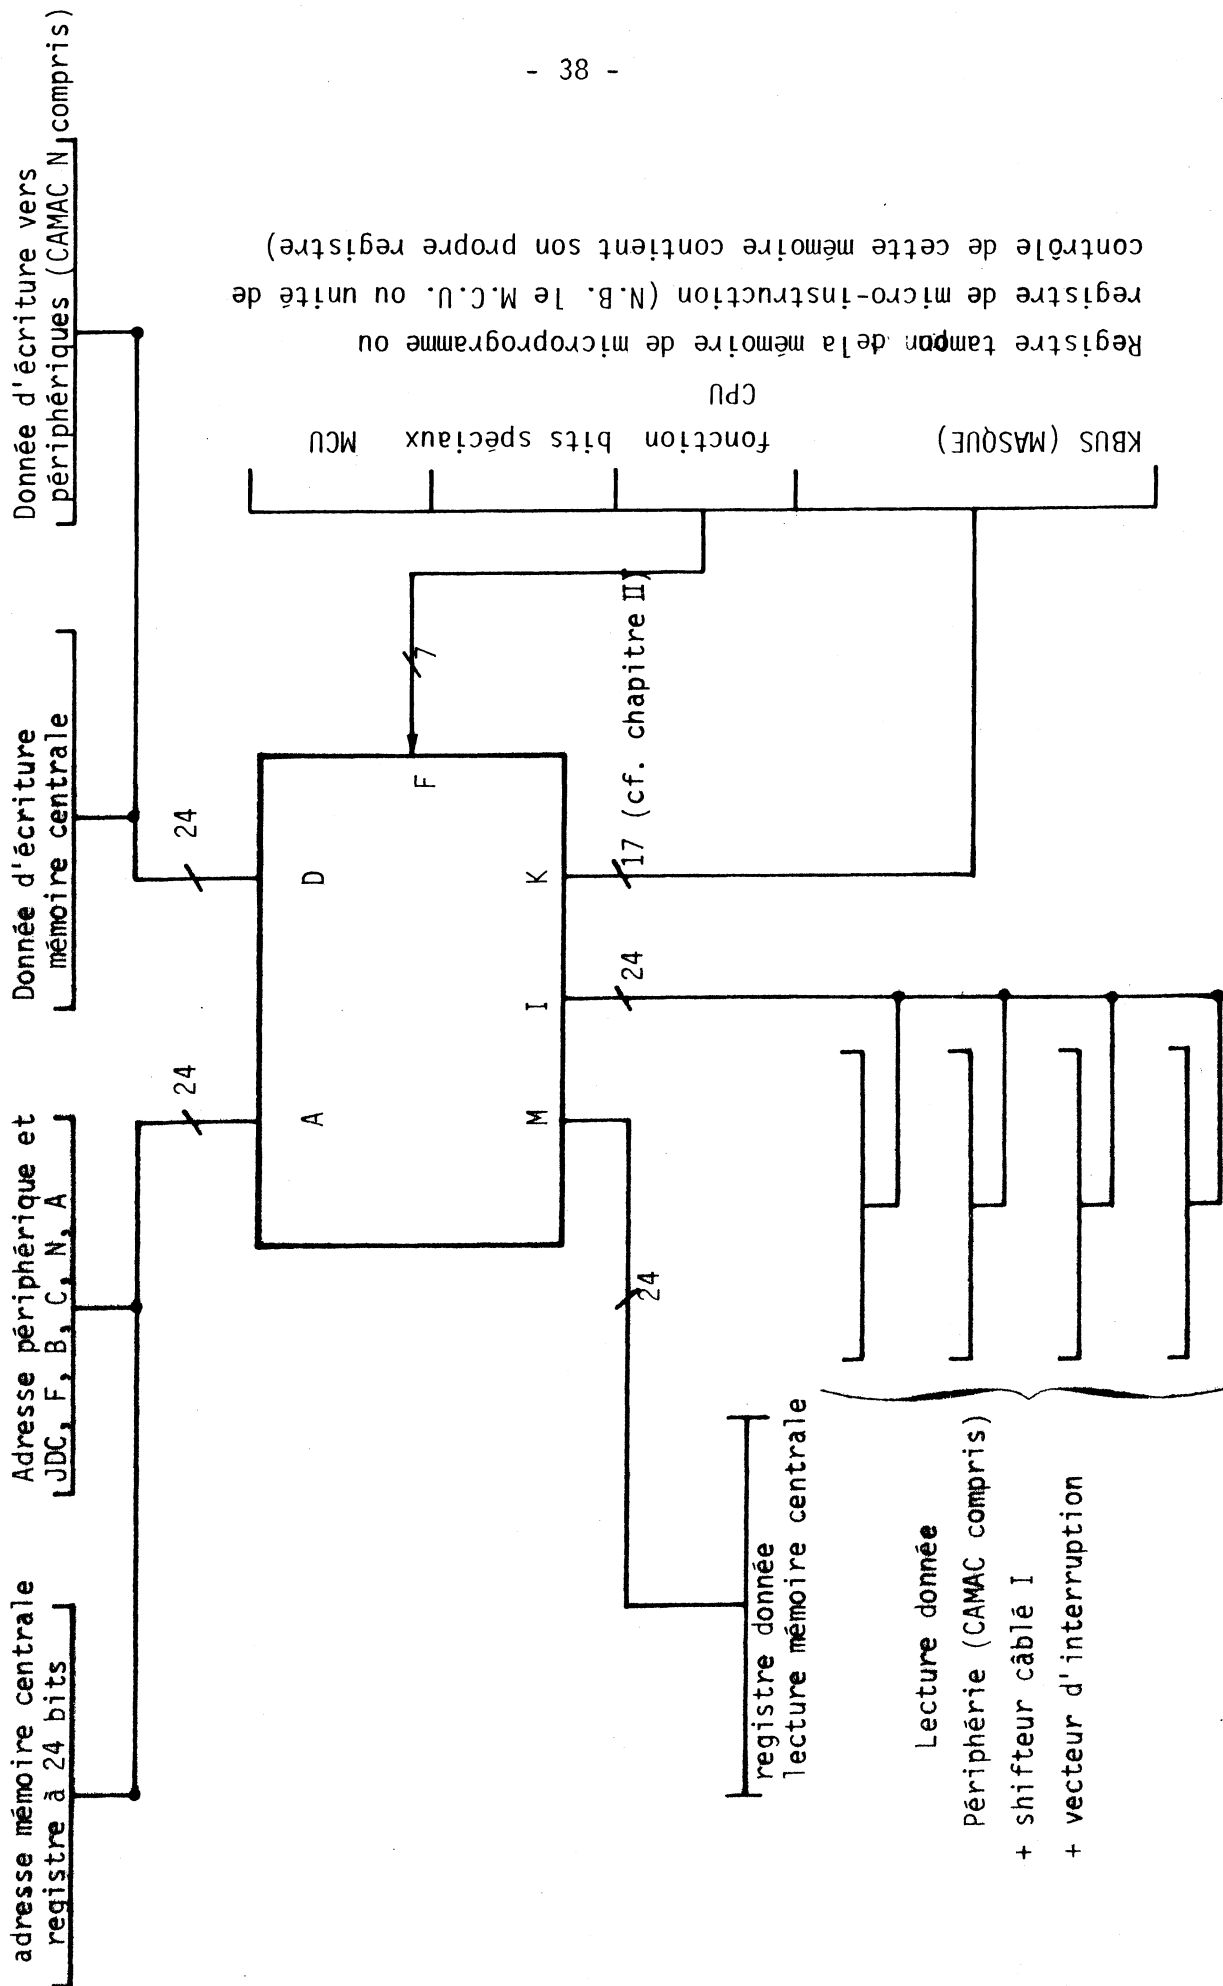 - 38 -
adresse mémoire centrale
registre à 24 bits
Adresse périphérique et
JDC, F, B, C, N, A
Donnée d'écriture
mémoire centrale
Donnée d'écriture vers
périphériques (CAMAC N compris)
24
24
A
D
F
7
M
I
K
24
24
17 (cf. chapitre II)
registre donnée
lecture mémoire centrale
Lecture donnée
Périphérie (CAMAC compris)
+ shifteur câblé I
+ vecteur d'interruption
KBUS (MASQUE)
fonction bits spéciaux MCU
CPU
Registre tampon de la mémoire de microprogramme ou
registre de micro-instruction (N.B. le M.C.U. ou unité de
contrôle de cette mémoire contient son propre registre)